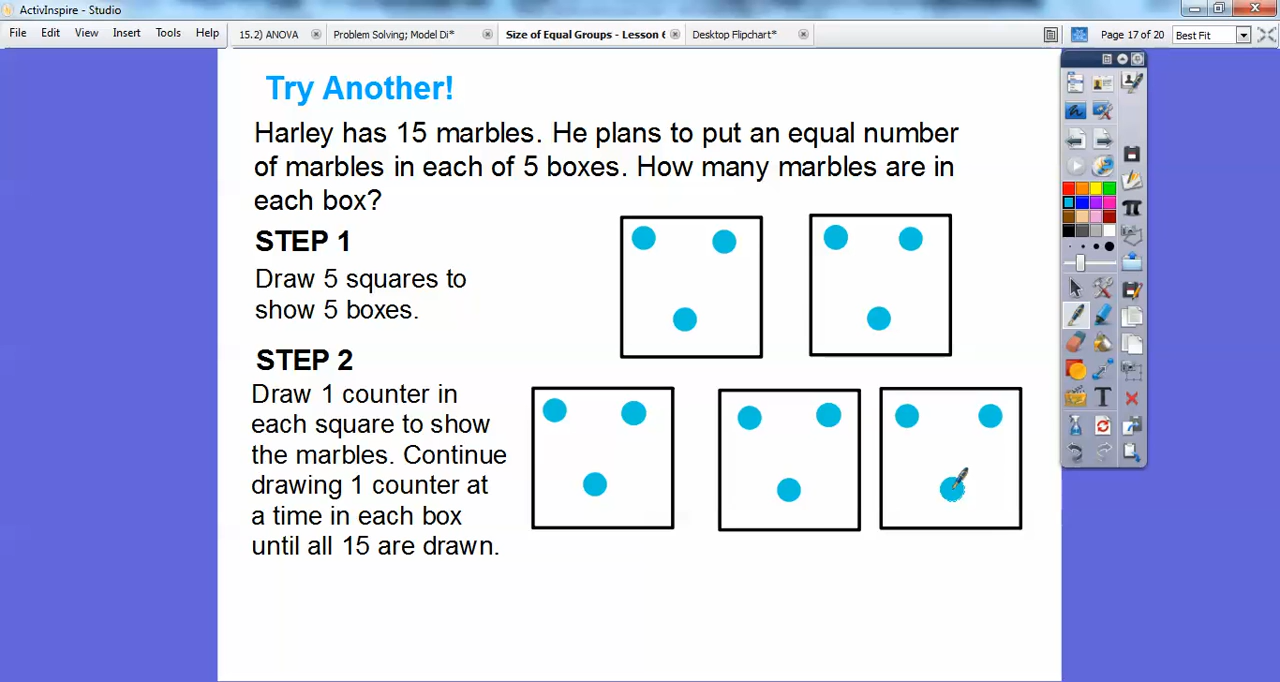 ActivInspire - Studio
File Edit View Insert Tools Help
15.2) ANOVA
Problem Solving; Model Di*
Size of Equal Groups - Lesson 6
Desktop Flipchart*
Page 17 of 20
Best Fit
Try Another!
Harley has 15 marbles. He plans to put an equal number
of marbles in each of 5 boxes. How many marbles are in
each box?
STEP 1
Draw 5 squares to
show 5 boxes.
STEP 2
Draw 1 counter in
each square to show
the marbles. Continue
drawing 1 counter at
a time in each box
until all 15 are drawn.